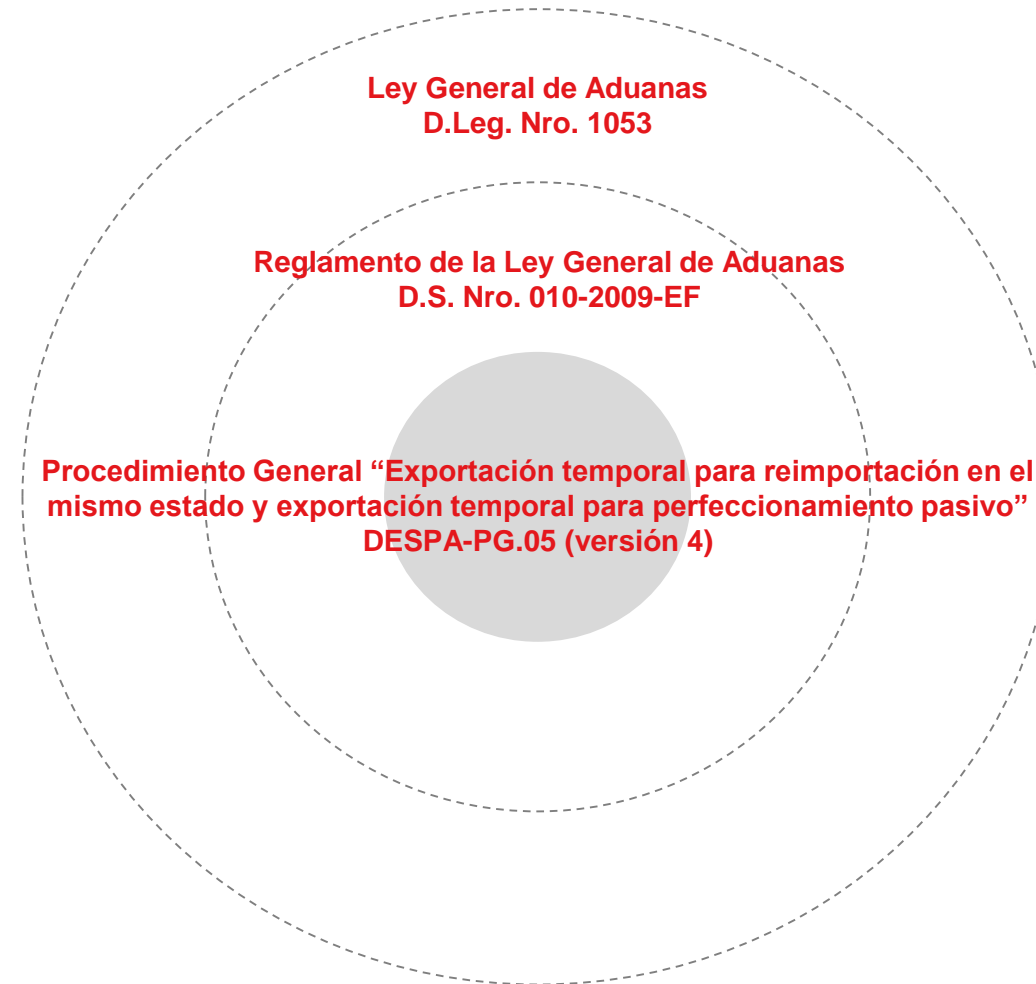 Ley General de Aduanas
D.Leg. Nro. 1053
Reglamento de la Ley General de Aduanas
D.S. Nro. 010-2009-EF
Procedimiento General “Exportación temporal para reimportación en el
mismo estado y exportación temporal para perfeccionamiento pasivo”
DESPA-PG.05 (versión 4)